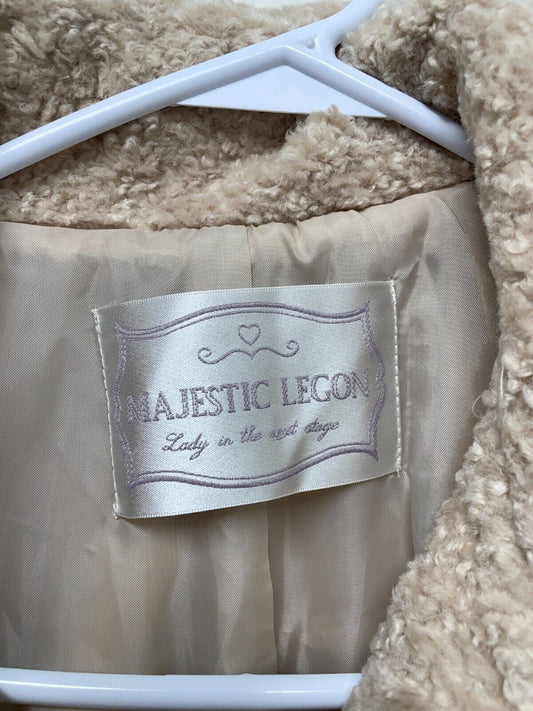 MAJESTIC LEGON
Lady in the next stage